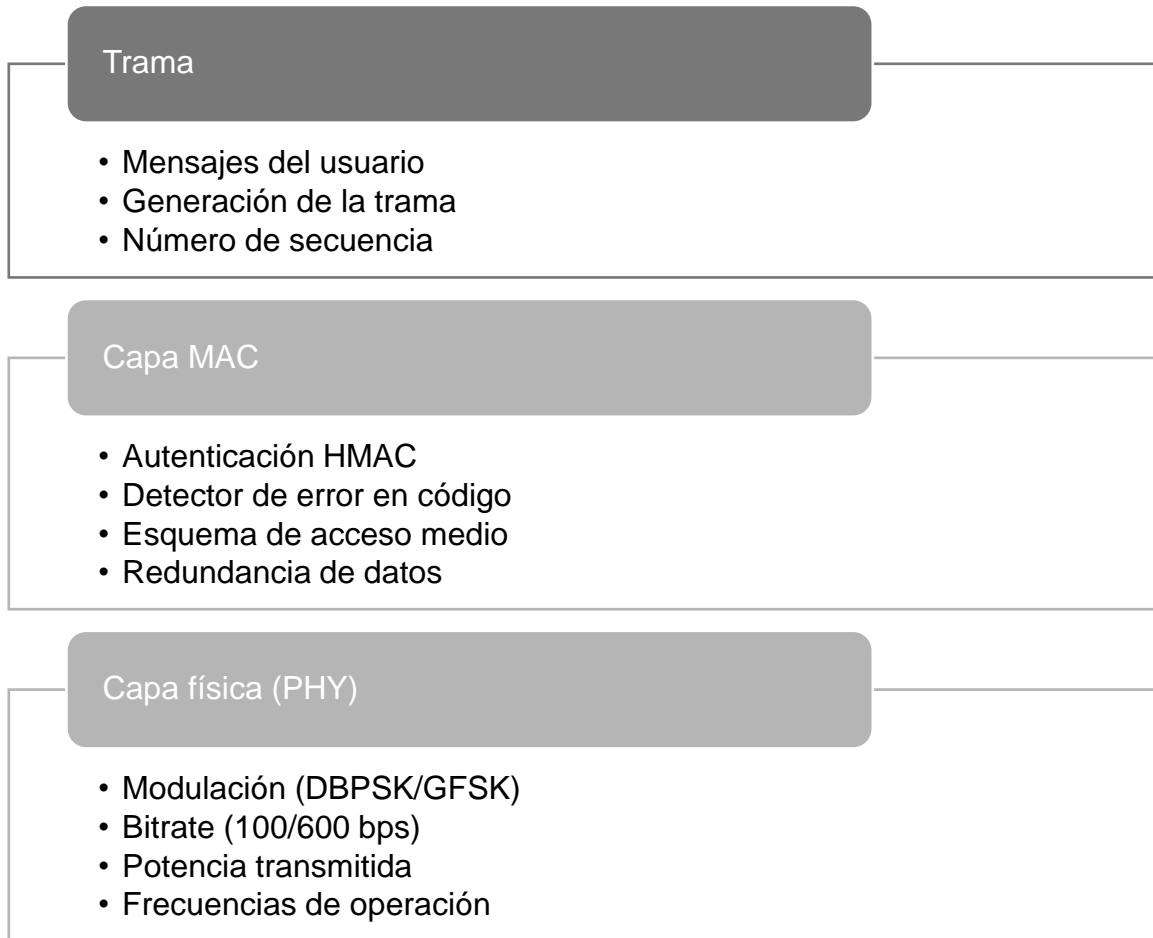 Trama
• Mensajes del usuario
• Generación de la trama
• Número de secuencia
Capa MAC
• Autenticación HMAC
• Detector de error en código
• Esquema de acceso medio
• Redundancia de datos
Capa física (PHY)
• Modulación (DBPSK/GFSK)
• Bitrate (100/600 bps)
• Potencia transmitida
• Frecuencias de operación